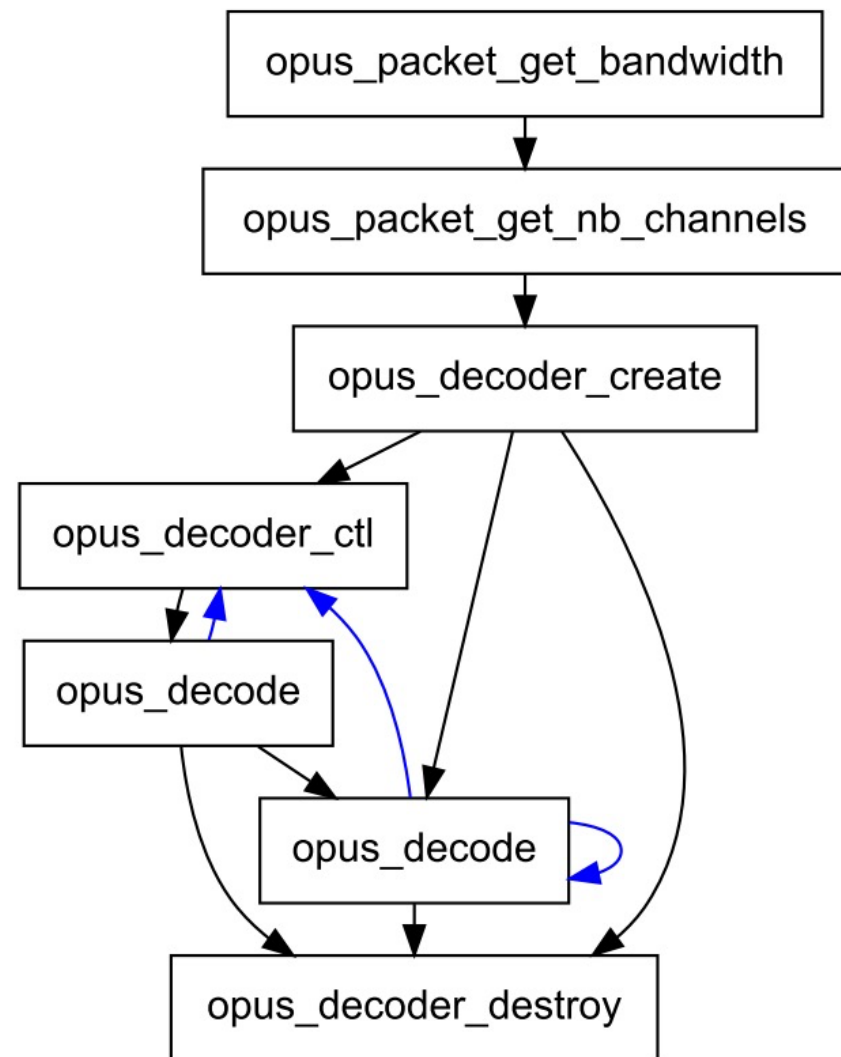 opus_packet_get_bandwidth
opus_packet_get_nb_channels
opus_decoder_create
opus_decoder_ctl
opus_decode
opus_decode
opus_decoder_destroy